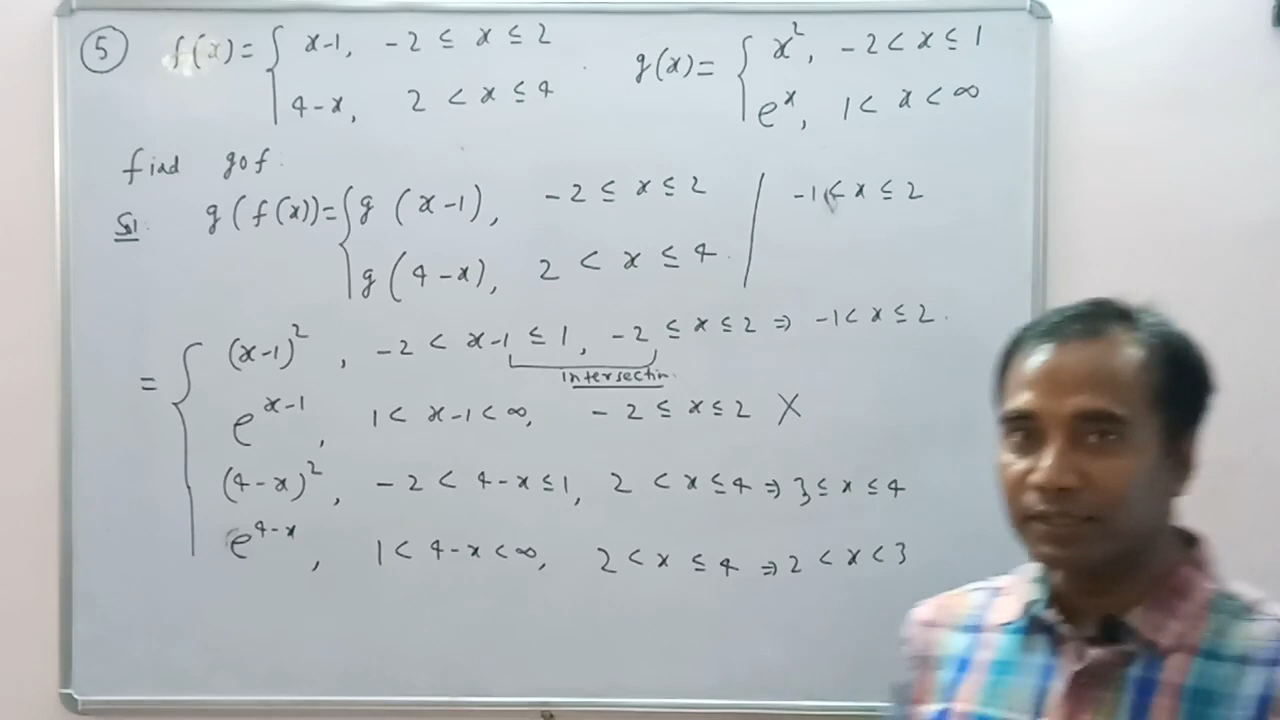 ⑤ f(x)= { x-1, -2 ≤ x ≤ 2 g(x)= { x², -2 < x ≤ 1
4-x, 2 < x ≤ 4 eˣ, 1 < x < ∞
find gof.
Sol. g(f(x))= { g(x-1), -2 ≤ x ≤ 2 / -1 < x ≤ 2
g(4-x), 2 < x ≤ 4.
= { (x-1)², -2 < x-1 ≤ 1, -2 ≤ x ≤ 2 ⇒ -1 < x ≤ 2.
Intersectin.
e^{x-1}, 1 < x-1 < ∞, -2 ≤ x ≤ 2 X
(4-x)², -2 < 4-x ≤ 1, 2 < x ≤ 4 ⇒ 3 ≤ x ≤ 4
e^{4-x}, 1 < 4-x < ∞, 2 < x ≤ 4 ⇒ 2 < x < 3